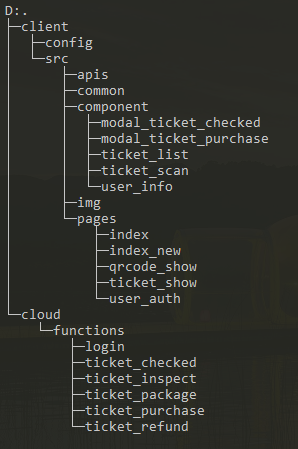 D:.
├─client
│  ├─config
│  └─src
│      ├─apis
│      ├─common
│      ├─component
│      │  ├─modal_ticket_checked
│      │  ├─modal_ticket_purchase
│      │  ├─ticket_list
│      │  ├─ticket_scan
│      │  └─user_info
│      ├─img
│      └─pages
│          ├─index
│          ├─index_new
│          ├─qrcode_show
│          ├─ticket_show
│          └─user_auth
└─cloud
    └─functions
        ├─login
        ├─ticket_checked
        ├─ticket_inspect
        ├─ticket_package
        ├─ticket_purchase
        └─ticket_refund